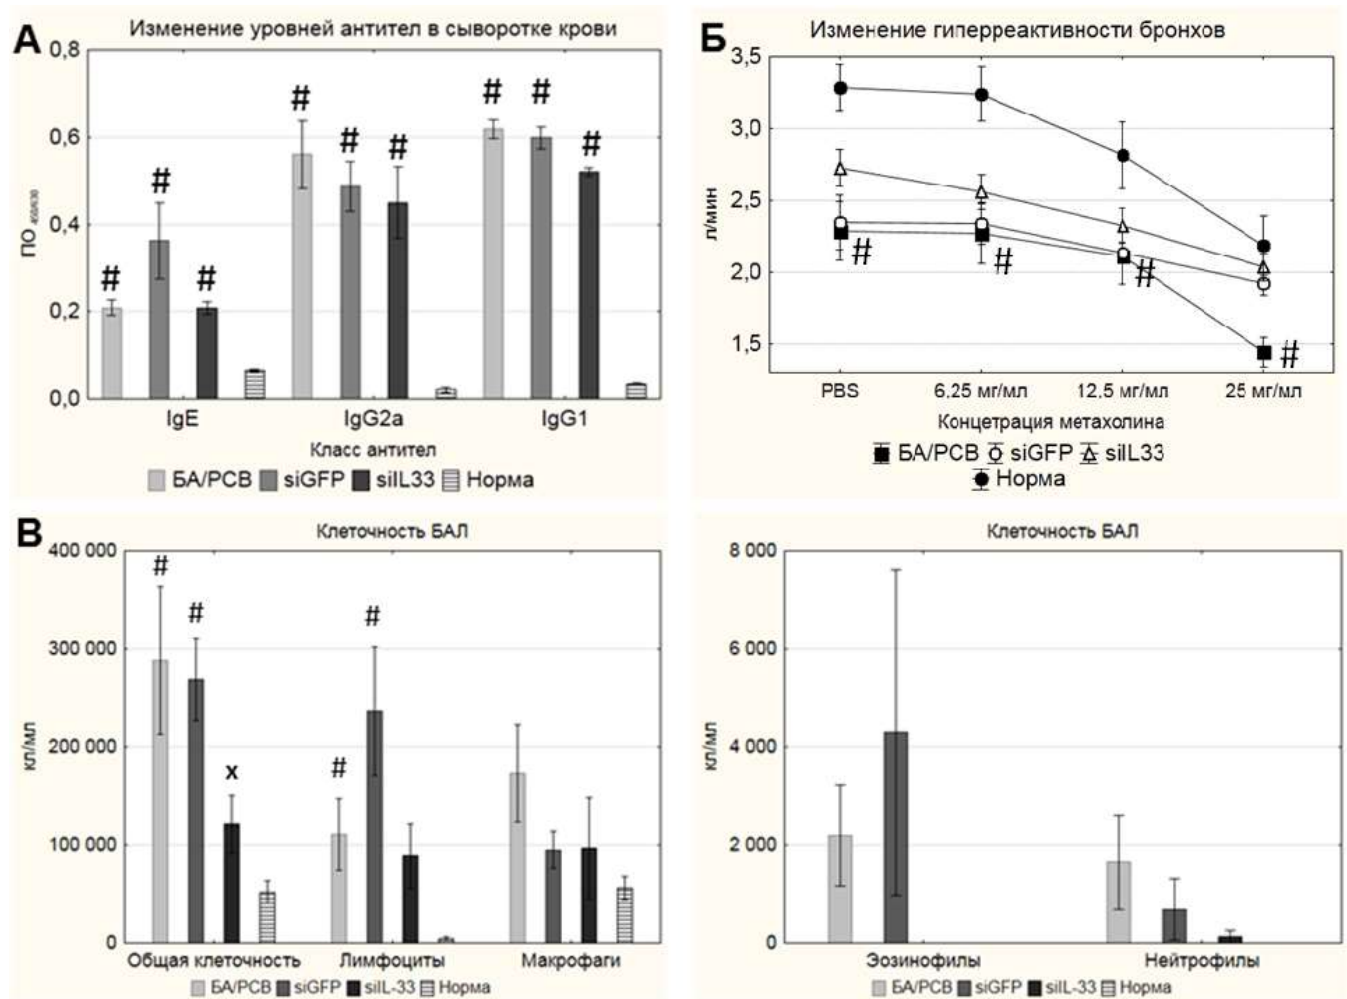 А
Изменение уровней антител в сыворотке крови
0,8
0,6
0,4
0,2
0,0
#
#
#
#
#
#
#
#
#
IgE
IgG2a
IgG1
Класс антител
БА/РСВ siGFP siIL33 Норма
Б
Изменение гиперреактивности бронхов
л/мин
3,5
3,0
2,5
2,0
1,5
#
#
#
#
PBS
6.25 мг/мл
12.5 мг/мл
25 мг/мл
Концетрация метахолина
БА/РСВ siGFP siIL33
Норма
В
Клеточность БАЛ
кл/мл
400 000
300 000
200 000
100 000
0
#
#
x
#
#
Общая клеточность
Лимфоциты
Макрофаги
БА/РСВ siGFP siIL-33 Норма
Клеточность БАЛ
кл/мл
8 000
6 000
4 000
2 000
0
Эозинофилы
Нейтрофилы
БА/РСВ siGFP siIL-33 Норма